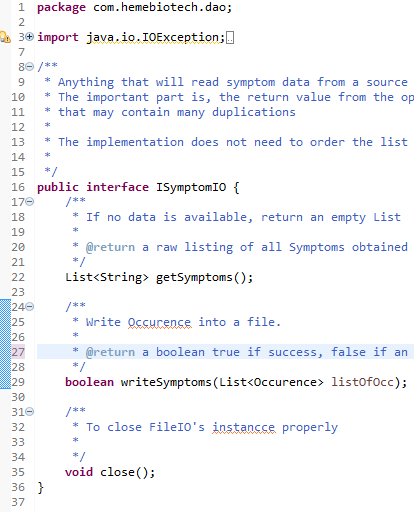 1 package com.hemebiotech.dao;
2
3 import java.io.IOException;
7
8 /**
9 * Anything that will read symptom data from a source
10 * The important part is, the return value from the op
11 * that may contain many duplications
12 *
13 * The implementation does not need to order the list
14 *
15 */
16 public interface ISymptomIO {
17 /**
18 * If no data is available, return an empty List
19 *
20 * @return a raw listing of all Symptoms obtained
21 */
22 List<String> getSymptoms();
23
24 /**
25 * Write Occurence into a file.
26 *
27 * @return a boolean true if success, false if an
28 */
29 boolean writeSymptoms(List<Occurence> listOfOcc);
30
31 /**
32 * To close FileIO's instancce properly
33 *
34 */
35 void close();
36 }
37